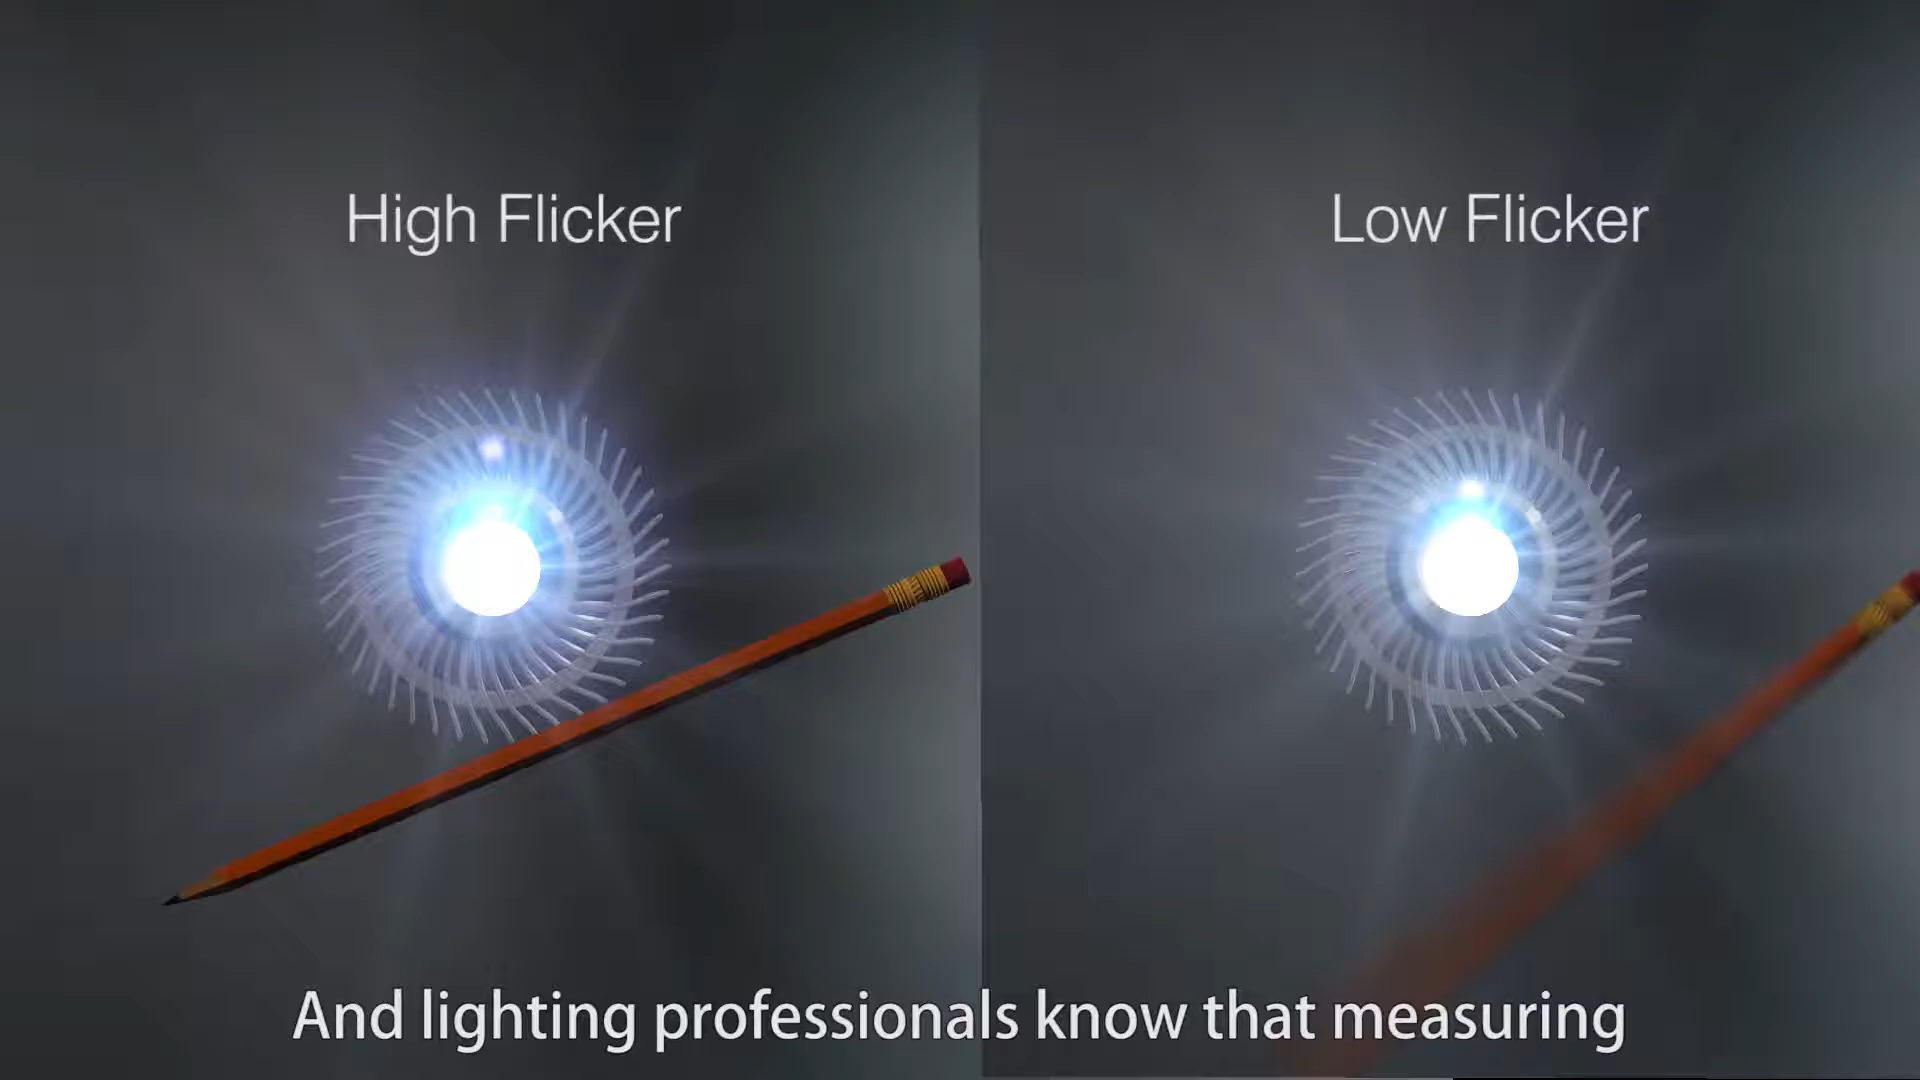 High Flicker
Low Flicker
And lighting professionals know that measuring